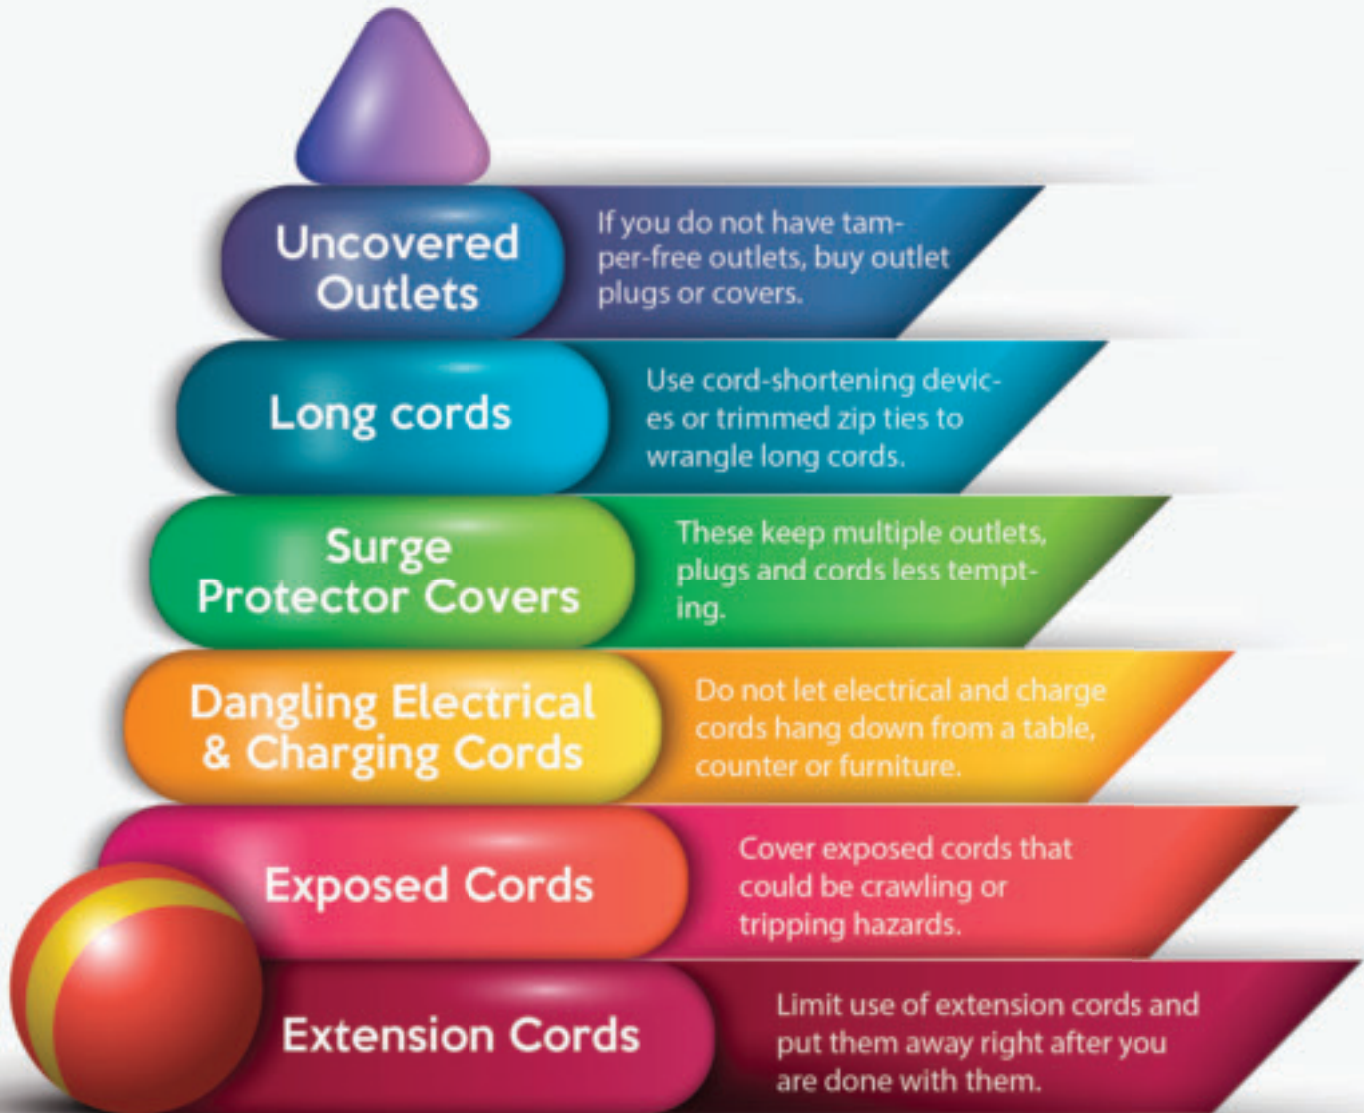 Uncovered
Outlets
If you do not have tam-
per-free outlets, buy outlet
plugs or covers.
Long cords
Use cord-shortening devic-
es or trimmed zip ties to
wrangle long cords.
Surge
Protector Covers
These keep multiple outlets,
plugs and cords less tempt-
ing.
Dangling Electrical
& Charging Cords
Do not let electrical and charge
cords hang down from a table,
counter or furniture.
Exposed Cords
Cover exposed cords that
could be crawling or
tripping hazards.
Extension Cords
Limit use of extension cords and
put them away right after you
are done with them.